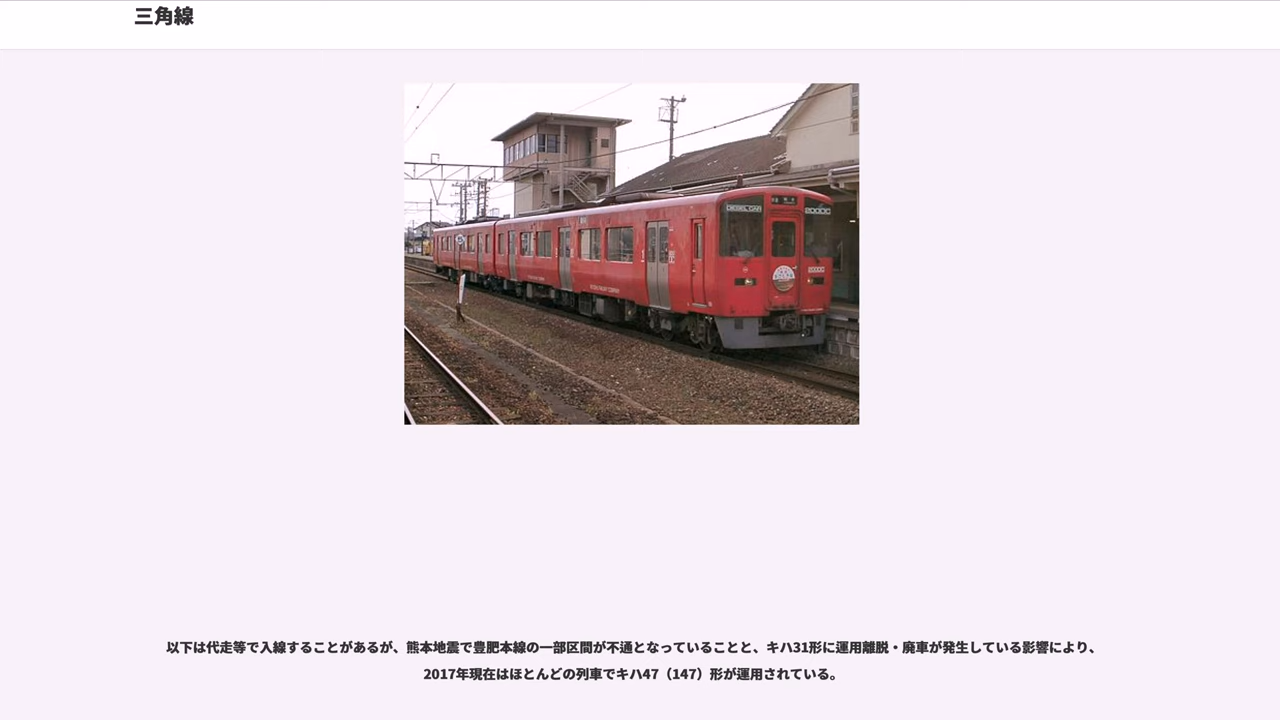 三角線
以下は代走等で入線することがあるが、熊本地震で豊肥本線の一部区間が不通となっていることと、キハ31形に運用離脱・廃車が発生している影響により、
2017年現在はほとんどの列車でキハ47（147）形が運用されている。